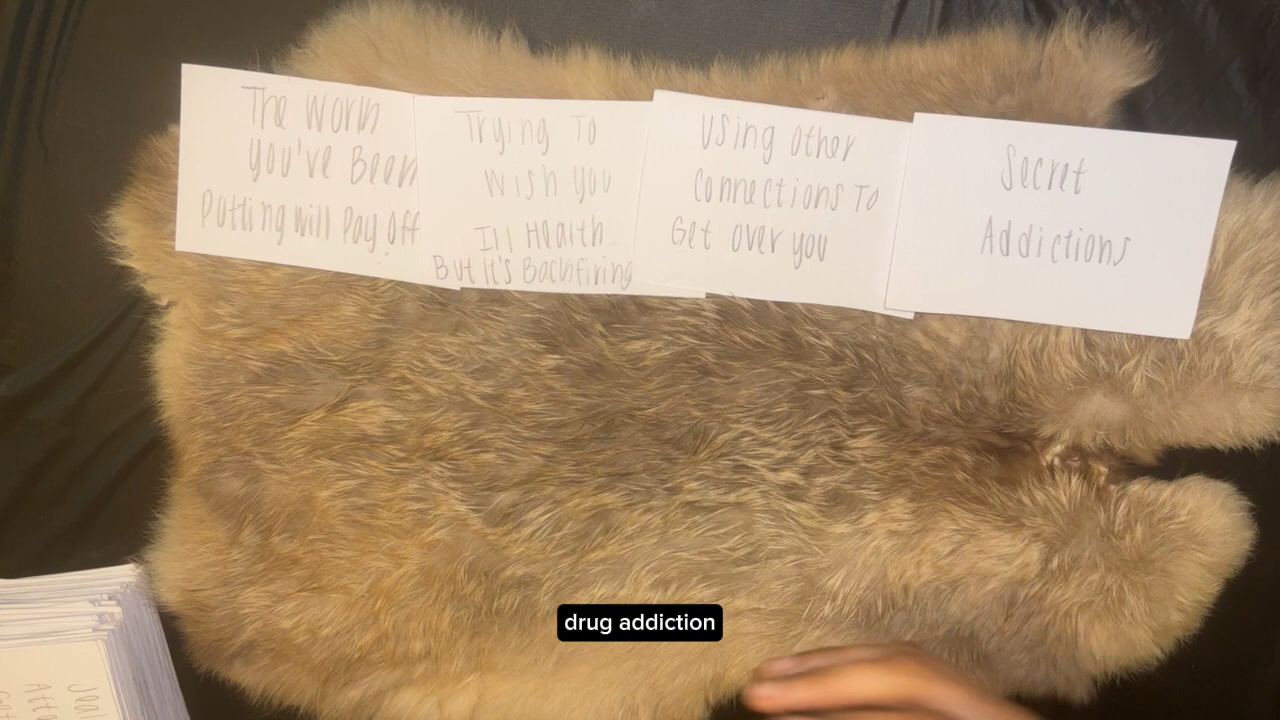 The Work
You've Been
Putting Will Pay Off
Trying To
Wish You
Ill Health
But It's Backfiring
Using Other
Connections To
Get Over You
Secret
Addictions
drug addiction